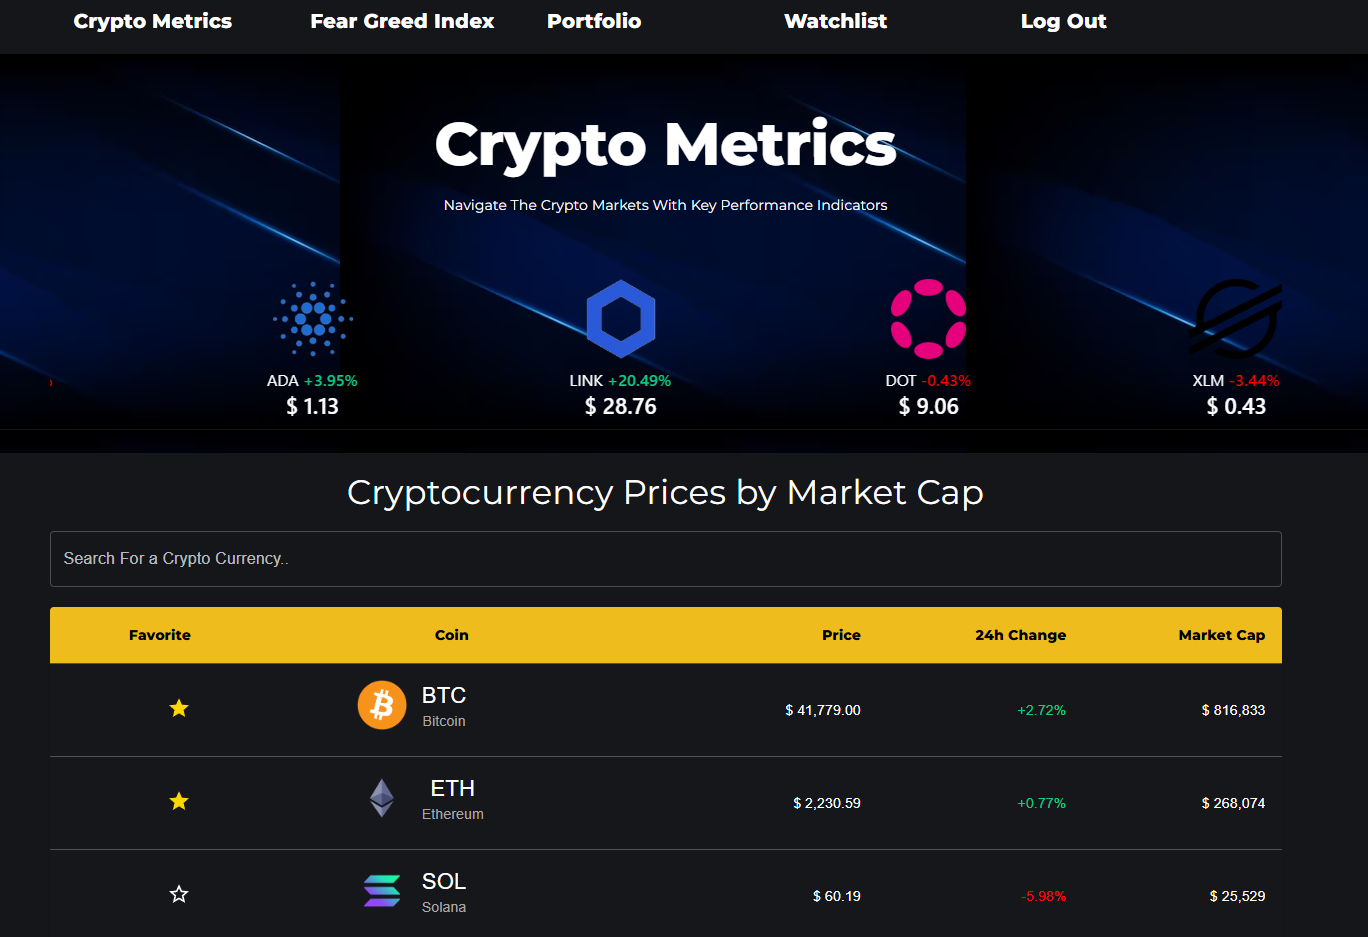 Crypto Metrics Fear Greed Index Portfolio Watchlist Log Out
Crypto Metrics
Navigate The Crypto Markets With Key Performance Indicators
ADA +3.95% LINK +20.49% DOT -0.43% XLM -3.44%
$ 1.13 $ 28.76 $ 9.06 $ 0.43
Cryptocurrency Prices by Market Cap
Search For a Crypto Currency..
Favorite Coin Price 24h Change Market Cap
BTC
Bitcoin
$ 41,779.00 +2.72% $ 816,833
ETH
Ethereum
$ 2,230.59 +0.77% $ 268,074
SOL
Solana
$ 60.19 -5.98% $ 25,529